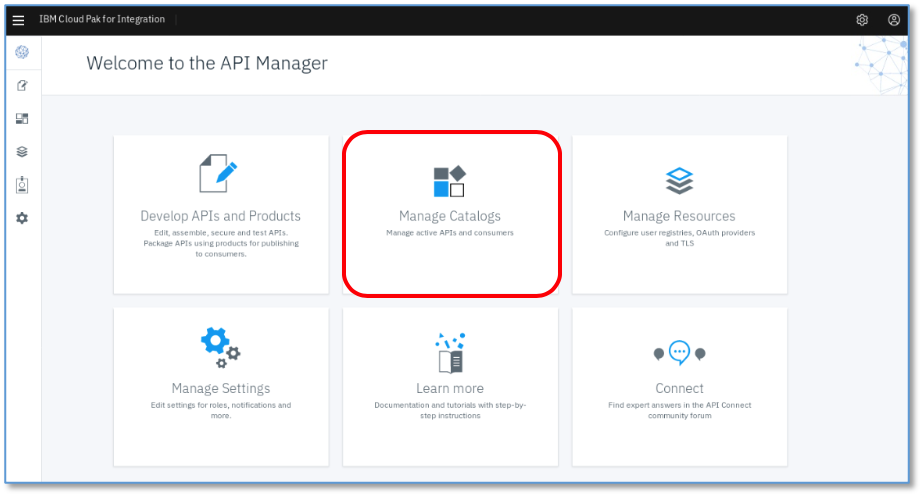 IBM Cloud Pak for Integration
Welcome to the API Manager
Develop APIs and Products
Edit, assemble, secure and test APIs.
Package APIs using products for publishing
to consumers.
Manage Catalogs
Manage active APIs and consumers
Manage Resources
Configure user registries, OAuth providers
and TLS
Manage Settings
Edit settings for roles, notifications and
more.
Learn more
Documentation and tutorials with step-by-
step instructions
Connect
Find expert answers in the API Connect
community forum